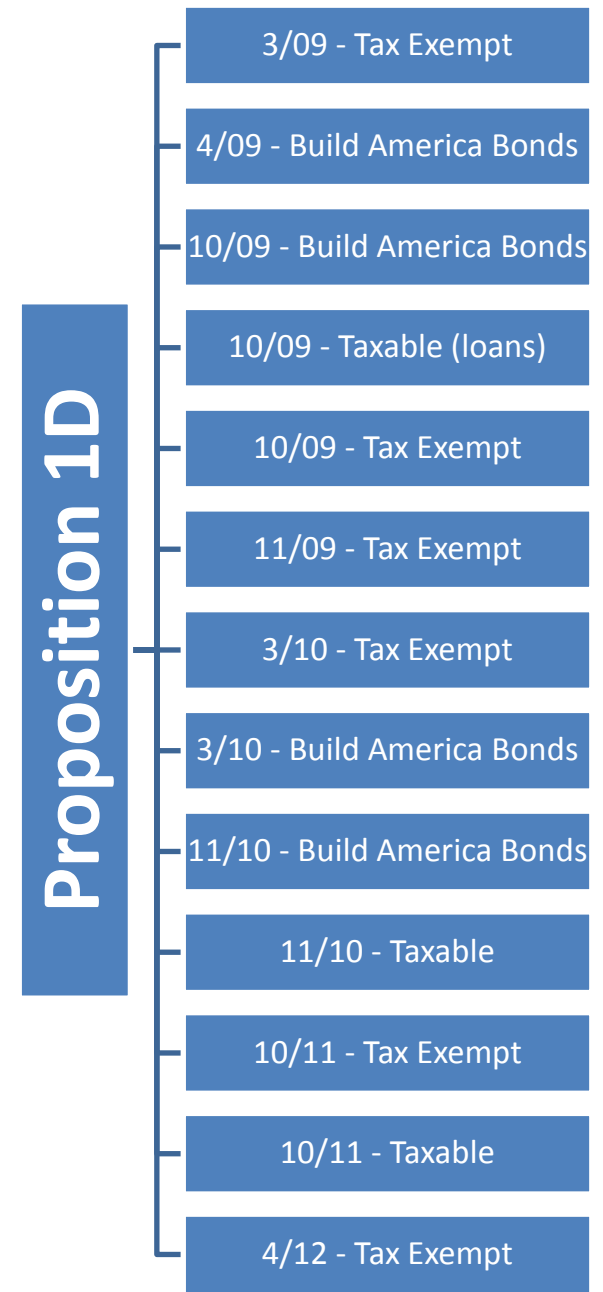 Proposition 1D
3/09 - Tax Exempt
4/09 - Build America Bonds
10/09 - Build America Bonds
10/09 - Taxable (loans)
10/09 - Tax Exempt
11/09 - Tax Exempt
3/10 - Tax Exempt
3/10 - Build America Bonds
11/10 - Build America Bonds
11/10 - Taxable
10/11 - Tax Exempt
10/11 - Taxable
4/12 - Tax Exempt